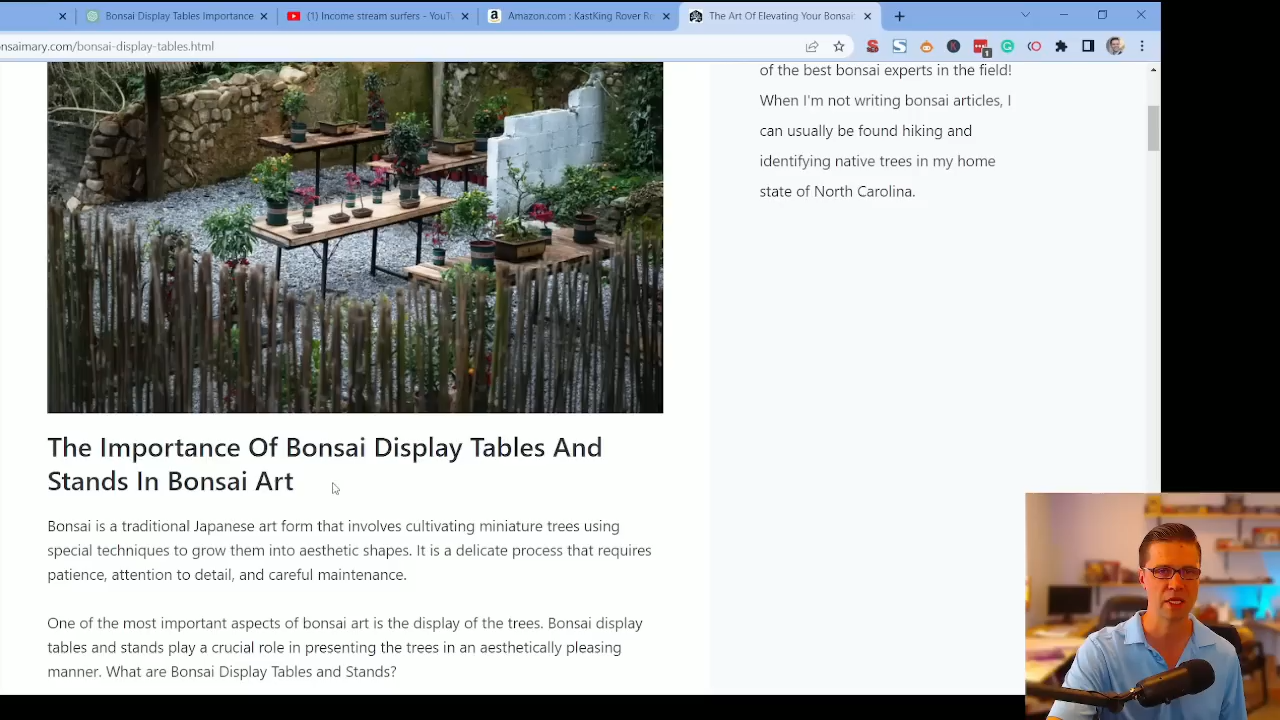 Bonsai Display Tables Importance
(1) Income stream surfers - YouTu
Amazon.com : KastKing Rover Ro
The Art Of Elevating Your Bonsai
nsaimary.com/bonsai-display-tables.html
of the best bonsai experts in the field!
When I'm not writing bonsai articles, I
can usually be found hiking and
identifying native trees in my home
state of North Carolina.
The Importance Of Bonsai Display Tables And
Stands In Bonsai Art
Bonsai is a traditional Japanese art form that involves cultivating miniature trees using
special techniques to grow them into aesthetic shapes. It is a delicate process that requires
patience, attention to detail, and careful maintenance.
One of the most important aspects of bonsai art is the display of the trees. Bonsai display
tables and stands play a crucial role in presenting the trees in an aesthetically pleasing
manner. What are Bonsai Display Tables and Stands?